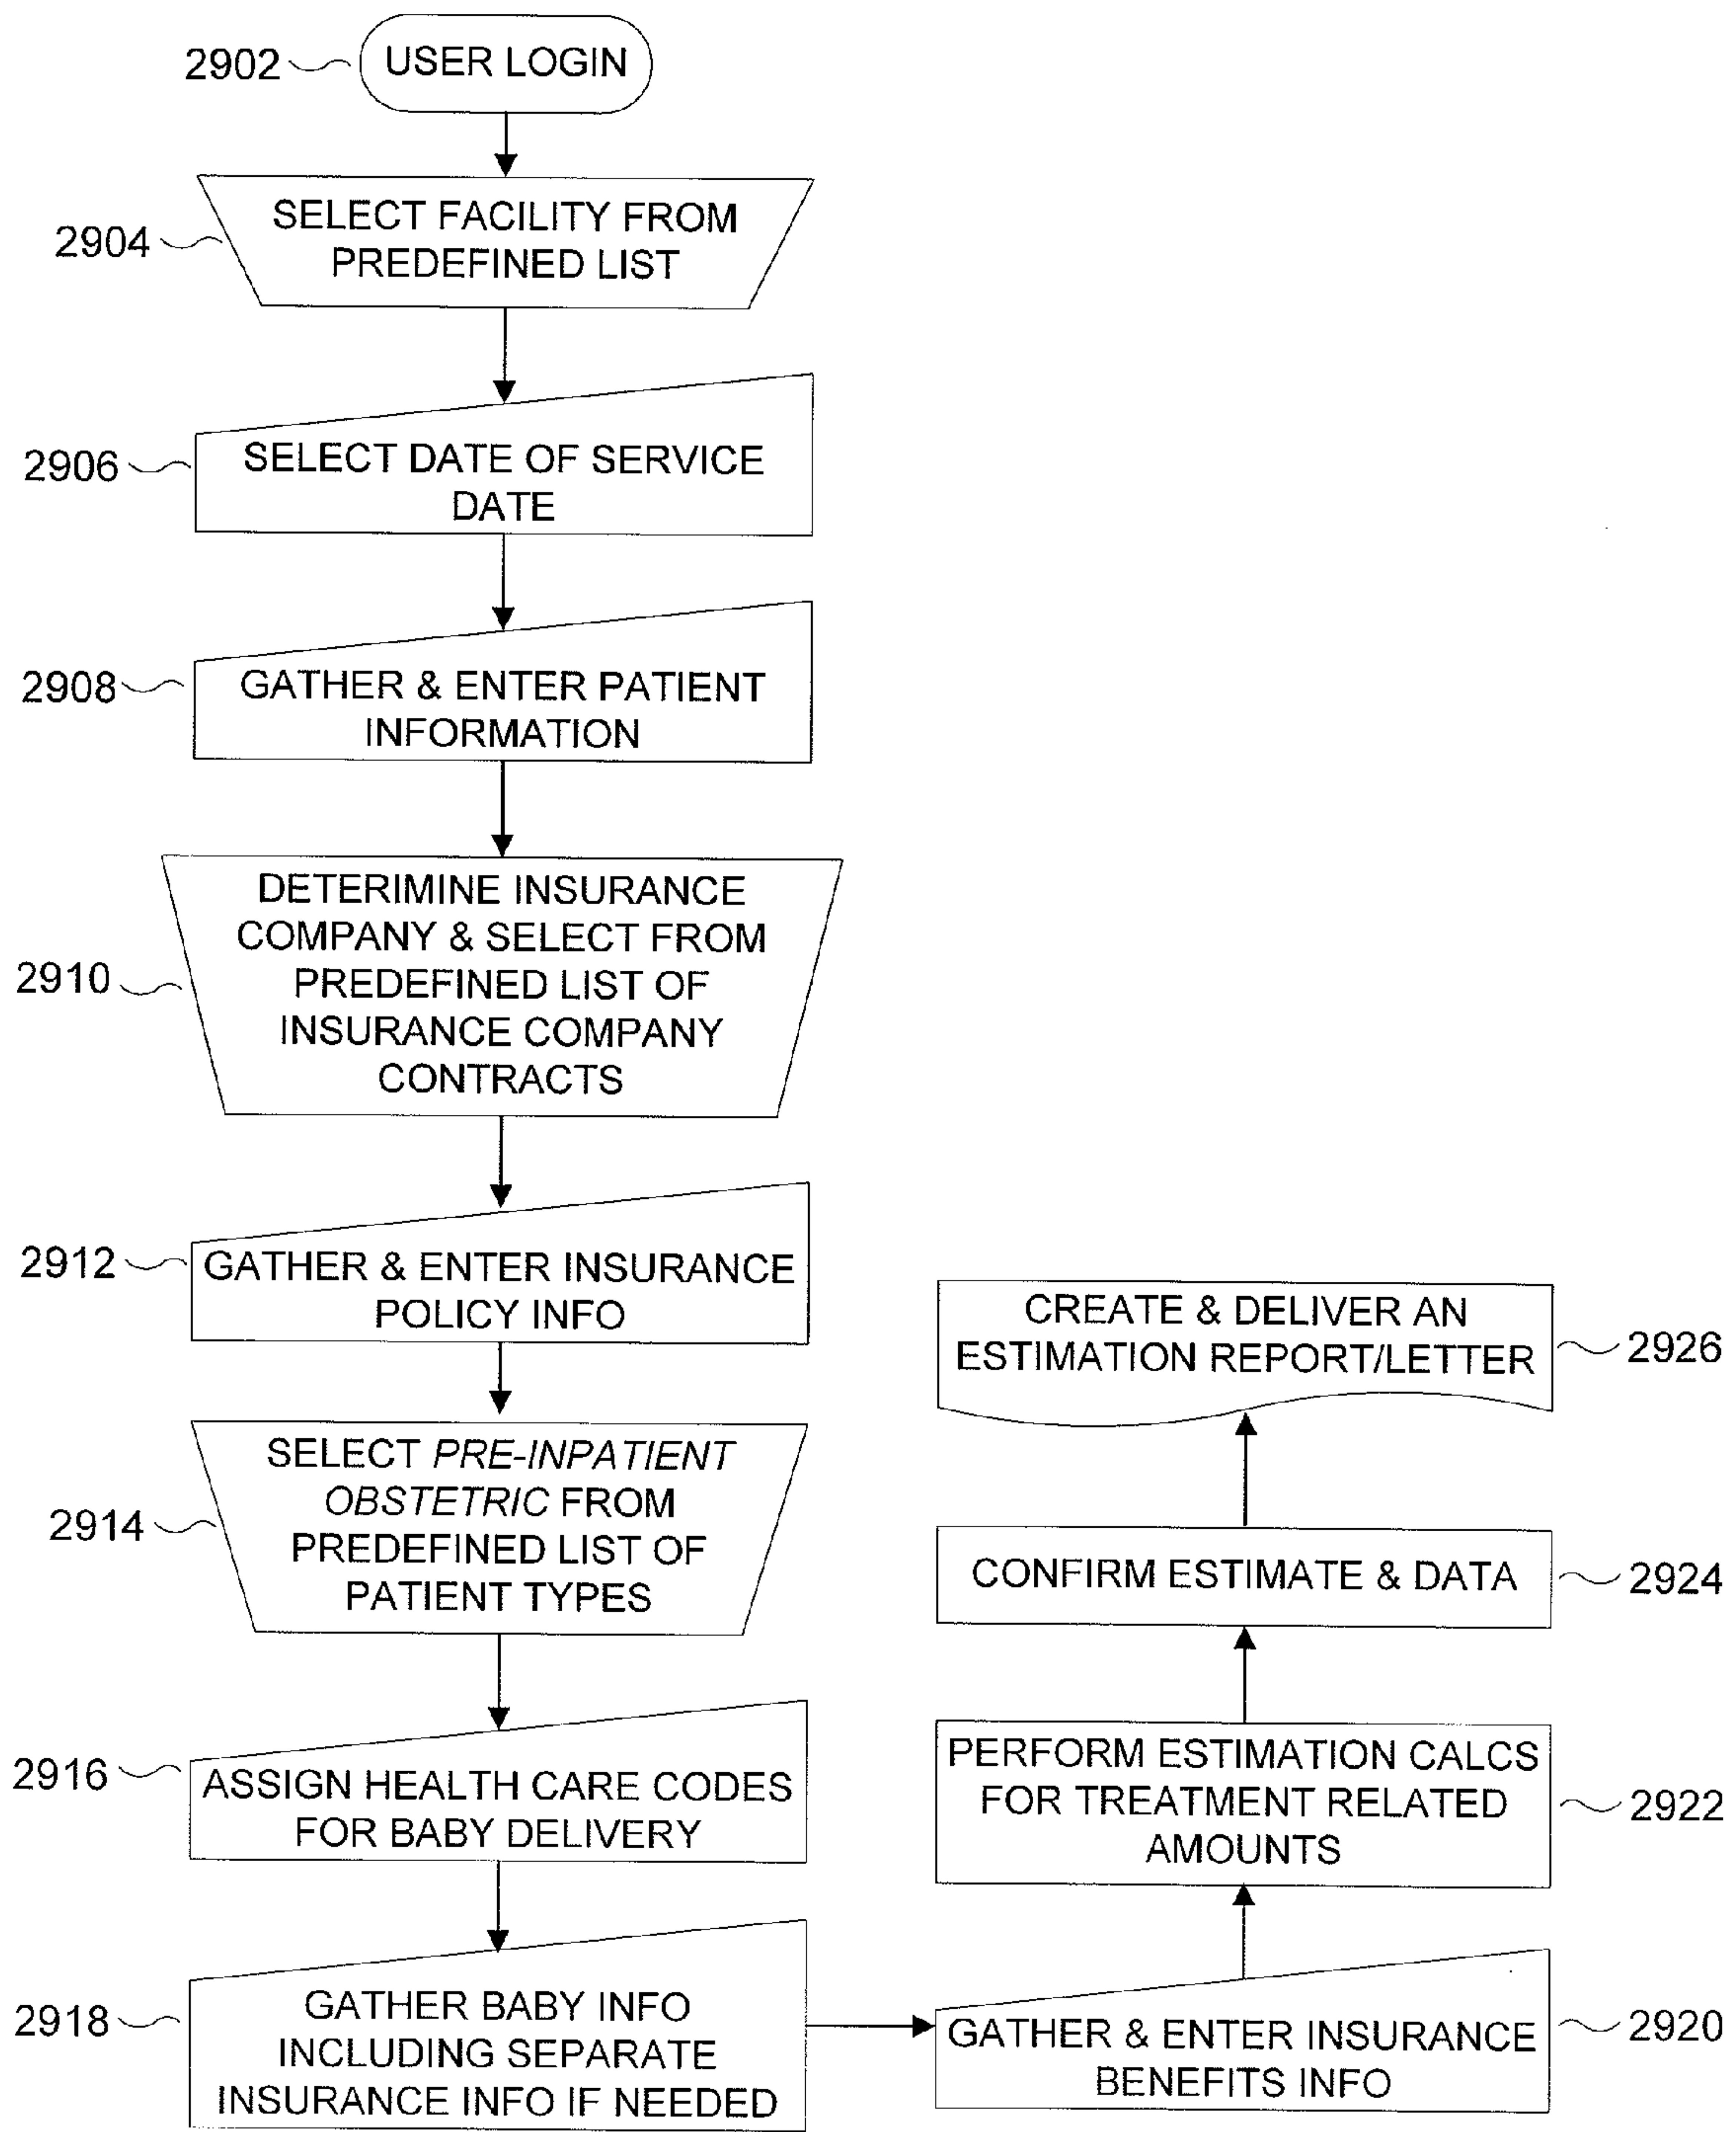 2902
USER LOGIN
2904
SELECT FACILITY FROM
PREDEFINED LIST
2906
SELECT DATE OF SERVICE
DATE
2908
GATHER & ENTER PATIENT
INFORMATION
2910
DETERIMINE INSURANCE
COMPANY & SELECT FROM
PREDEFINED LIST OF
INSURANCE COMPANY
CONTRACTS
2912
GATHER & ENTER INSURANCE
POLICY INFO
2914
SELECT PRE-INPATIENT
OBSTETRIC FROM
PREDEFINED LIST OF
PATIENT TYPES
2916
ASSIGN HEALTH CARE CODES
FOR BABY DELIVERY
2918
GATHER BABY INFO
INCLUDING SEPARATE
INSURANCE INFO IF NEEDED
GATHER & ENTER INSURANCE
BENEFITS INFO
2920
PERFORM ESTIMATION CALCS
FOR TREATMENT RELATED
AMOUNTS
2922
CONFIRM ESTIMATE & DATA
2924
CREATE & DELIVER AN
ESTIMATION REPORT/LETTER
2926